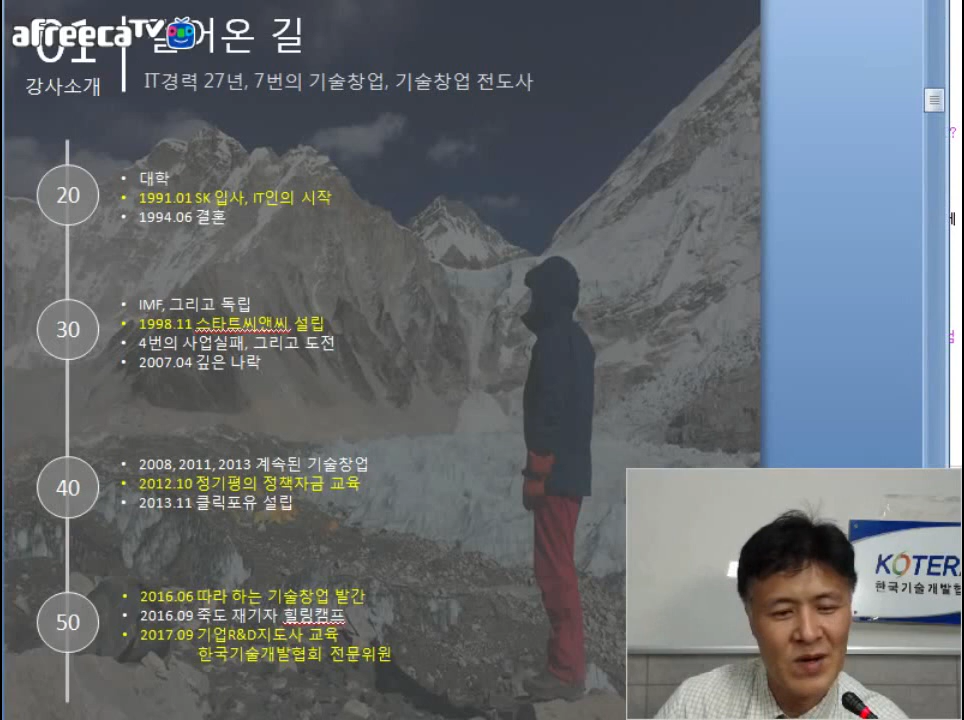 afreecaTV
01 어온 길
강사소개
IT경력 27년, 7번의 기술창업, 기술창업 전도사
20
• 대학
• 1991.01 SK 입사, IT인의 시작
• 1994.06 결혼
30
• IMF, 그리고 독립
• 1998.11 스타트씨앤씨 설립
• 4번의 사업실패, 그리고 도전
• 2007.04 깊은 나락
40
• 2008, 2011, 2013 계속된 기술창업
• 2012.10 정기평의 정책자금 교육
• 2013.11 클릭포유 설립
50
• 2016.06 따라 하는 기술창업 발간
• 2016.09 죽도 재기자 힐링캠프
• 2017.09 기업R&D지도사 교육
한국기술개발협회 전문위원
KOTER
한국기술개발협
?